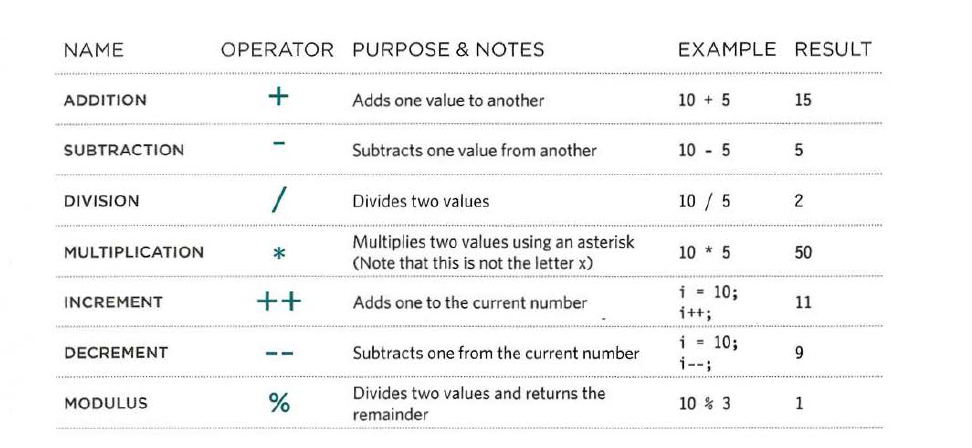 NAME OPERATOR PURPOSE & NOTES EXAMPLE RESULT
ADDITION + Adds one value to another 10 + 5 15
SUBTRACTION - Subtracts one value from another 10 - 5 5
DIVISION / Divides two values 10 / 5 2
MULTIPLICATION * Multiplies two values using an asterisk
(Note that this is not the letter x) 10 * 5 50
INCREMENT ++ Adds one to the current number i = 10;
i++; 11
DECREMENT -- Subtracts one from the current number i = 10;
i--; 9
MODULUS % Divides two values and returns the
remainder 10 % 3 1